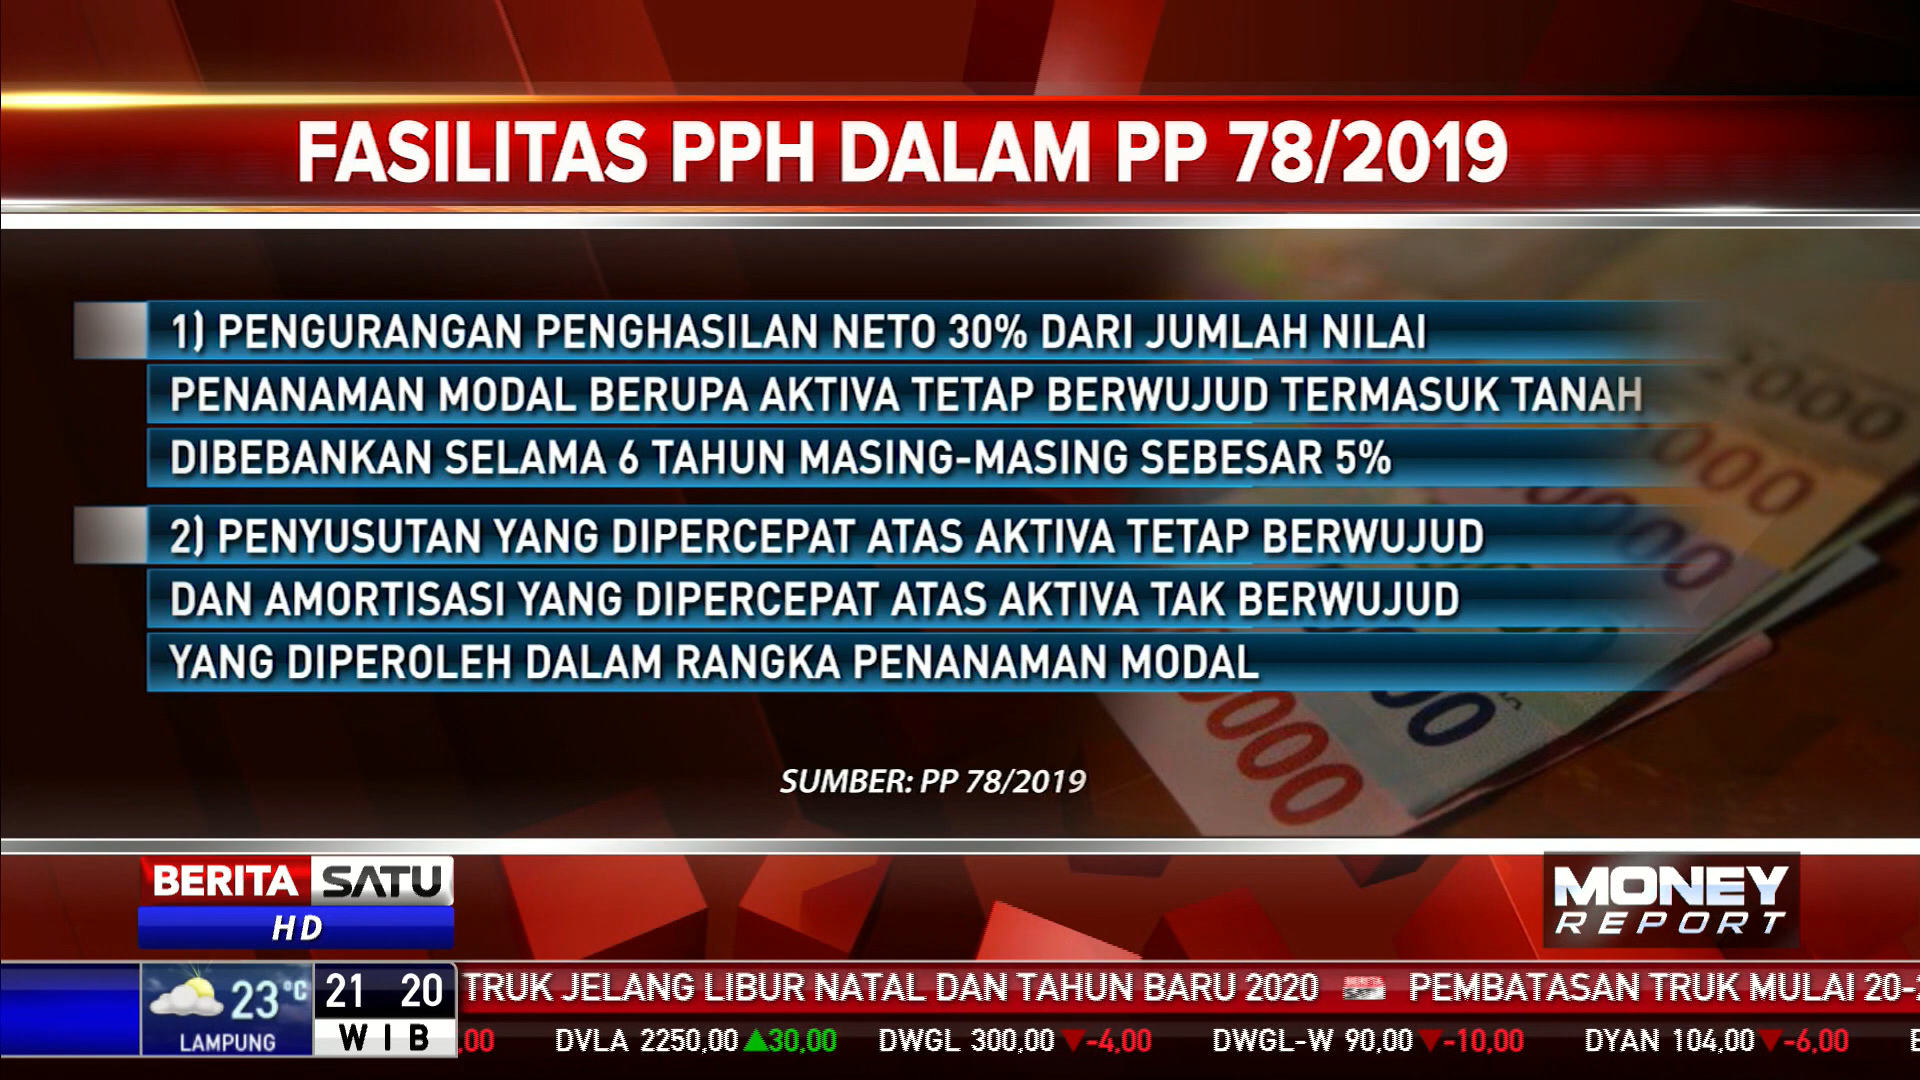 FASILITAS PPH DALAM PP 78/2019
1) PENGURANGAN PENGHASILAN NETO 30% DARI JUMLAH NILAI
PENANAMAN MODAL BERUPA AKTIVA TETAP BERWUJUD TERMASUK TANAH
DIBEBANKAN SELAMA 6 TAHUN MASING-MASING SEBESAR 5%
2) PENYUSUTAN YANG DIPERCEPAT ATAS AKTIVA TETAP BERWUJUD
DAN AMORTISASI YANG DIPERCEPAT ATAS AKTIVA TAK BERWUJUD
YANG DIPEROLEH DALAM RANGKA PENANAMAN MODAL
SUMBER: PP 78/2019
BERITA SATU
HD
MONEY
REPORT
23°C
LAMPUNG
21 20
WIB
TRUK JELANG LIBUR NATAL DAN TAHUN BARU 2020 PEMBATASAN TRUK MULAI 20-
,00 DVLA 2250,00 ▲30,00 DWGL 300,00 ▼-4,00 DWGL-W 90,00 ▼-10,00 DYAN 104,00 ▼-6,00